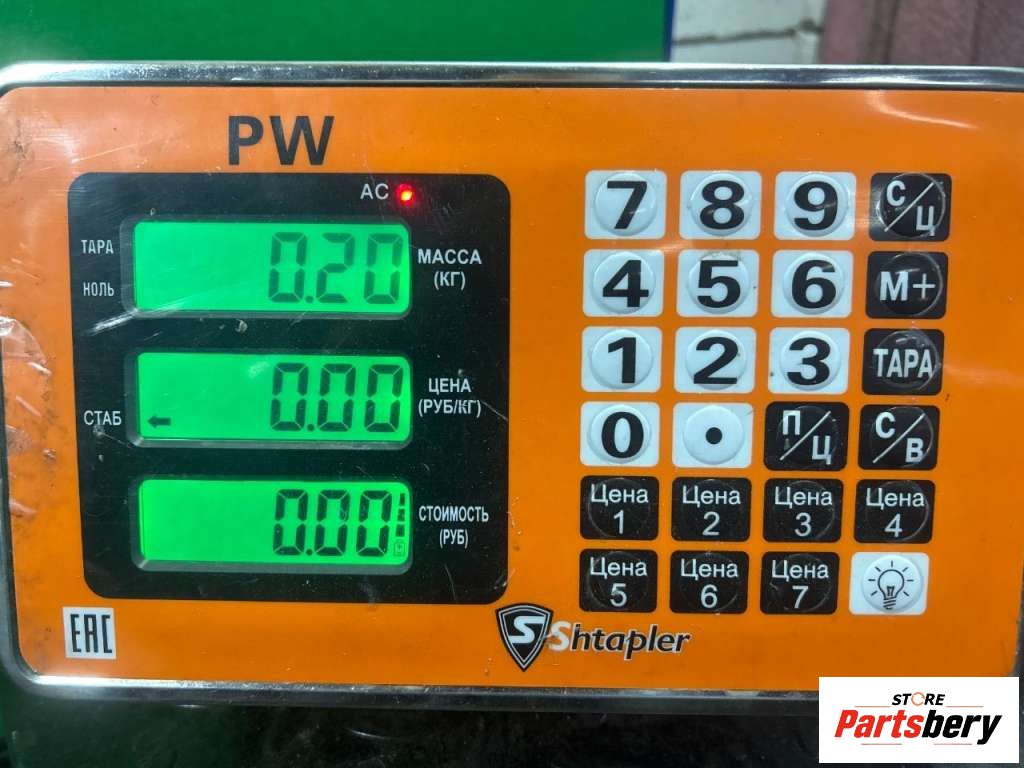 PW
AC
ТАРА
НОЛЬ
0.20
МАССА
(КГ)
СТАБ
0.00
ЦЕНА
(РУБ/КГ)
0.00
СТОИМОСТЬ
(РУБ)
7 8 9 С/Ц
4 5 6 М+
1 2 3 ТАРА
0 • П/Ц С/В
Цена 1 Цена 2 Цена 3 Цена 4
Цена 5 Цена 6 Цена 7
EAC
S Shtapler
STORE
Partsbery